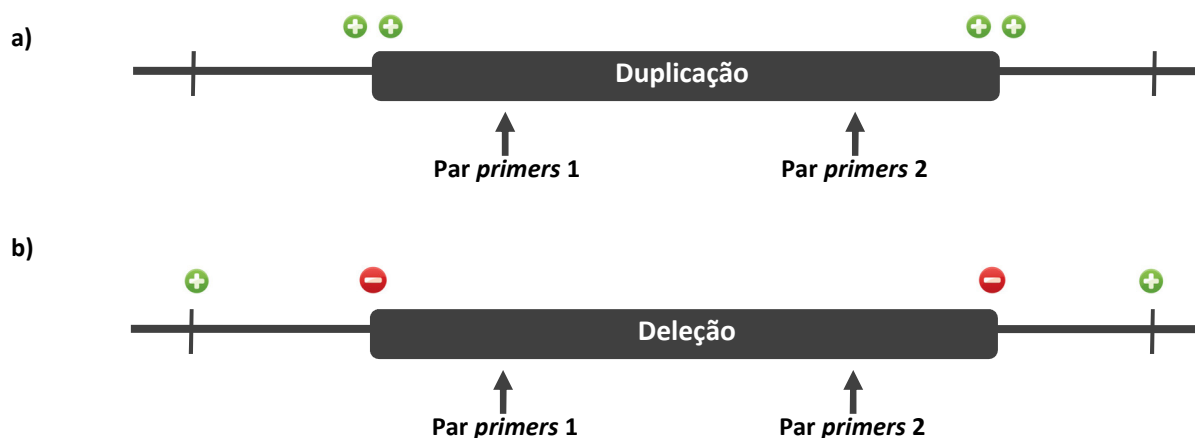 a)
Duplicação
Par primers 1
Par primers 2
b)
Deleção
Par primers 1
Par primers 2